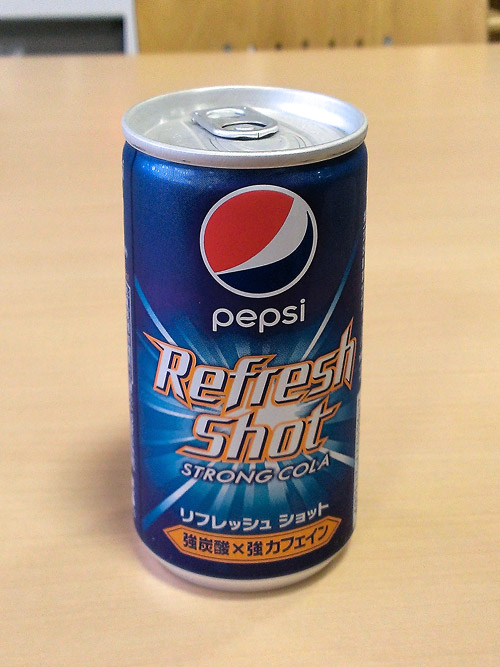 pepsi
Refresh
Shot
STRONG COLA
リフレッシュ ショット
強炭酸×強カフェイン